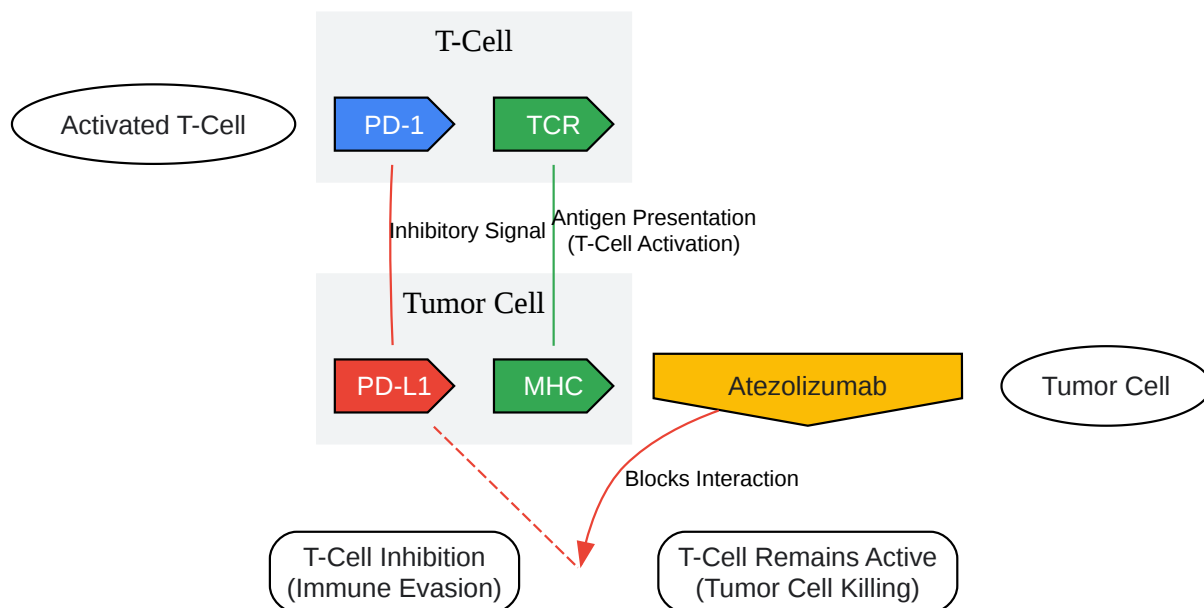 T-Cell
Activated T-Cell
PD-1
TCR
Inhibitory Signal
Antigen Presentation
(T-Cell Activation)
Tumor Cell
PD-L1
MHC
Atezolizumab
Tumor Cell
Blocks Interaction
T-Cell Inhibition
(Immune Evasion)
T-Cell Remains Active
(Tumor Cell Killing)